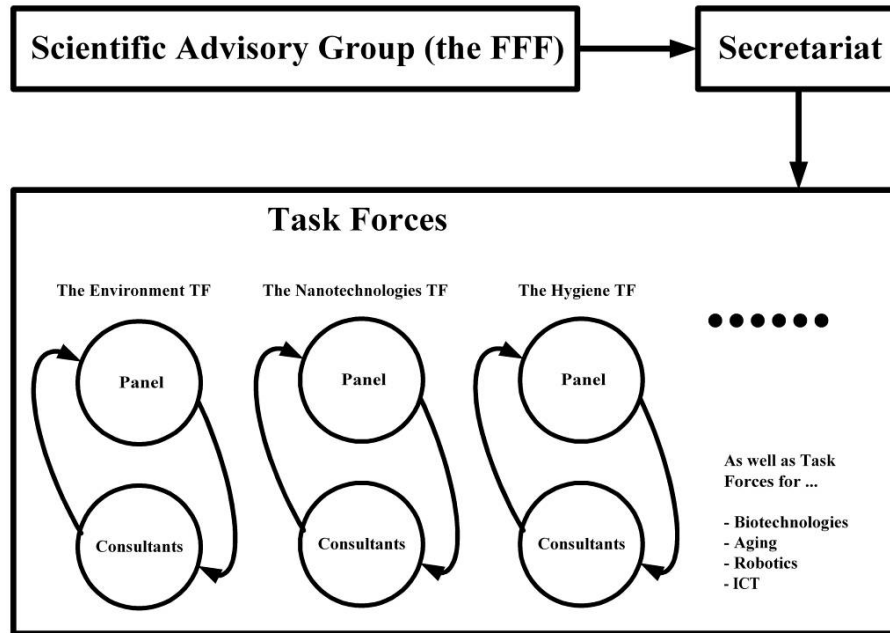 Scientific Advisory Group (the FFF)
Secretariat
Task Forces
The Environment TF
The Nanotechnologies TF
The Hygiene TF
Panel
Panel
Panel
Consultants
Consultants
Consultants
As well as Task
Forces for ...
- Biotechnologies
- Aging
- Robotics
- ICT